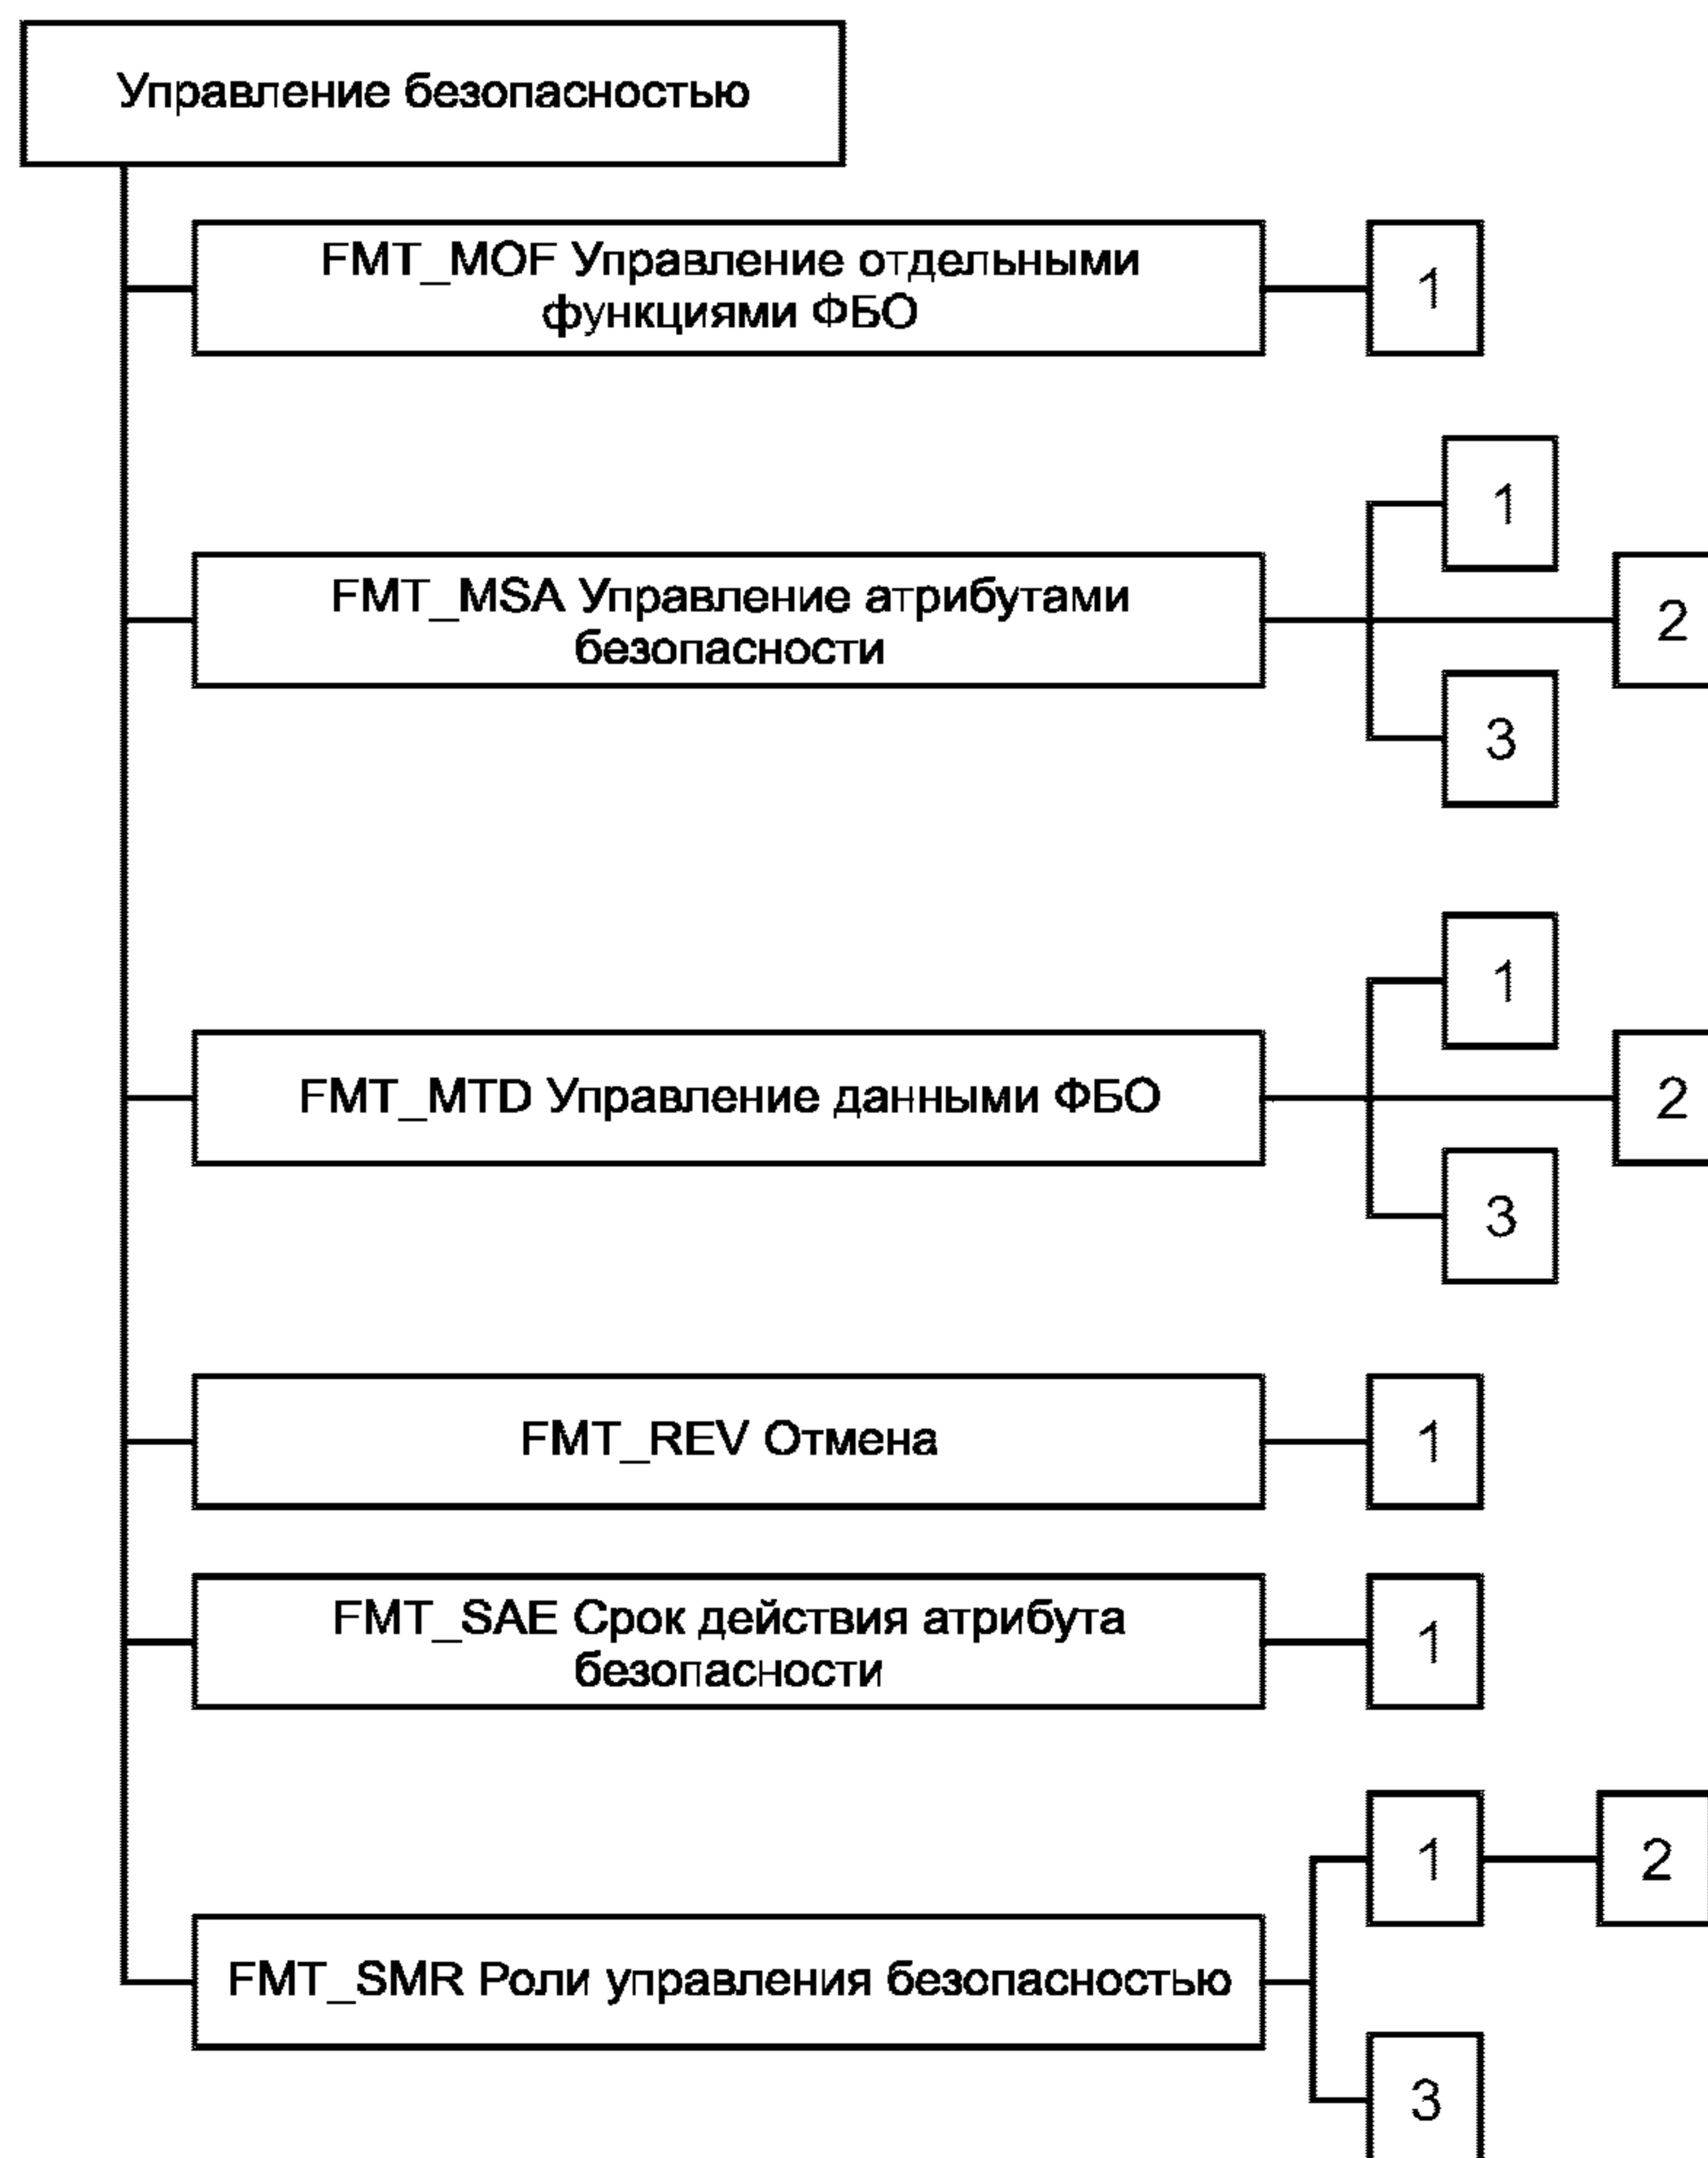 Управление безопасностью
FMT_MOF Управление отдельными
функциями ФБО
1
1
FMT_MSA Управление атрибутами
безопасности
2
3
1
FMT_MTD Управление данными ФБО
2
3
FMT_REV Отмена
1
FMT_SAE Срок действия атрибута
безопасности
1
1
2
FMT_SMR Роли управления безопасностью
3